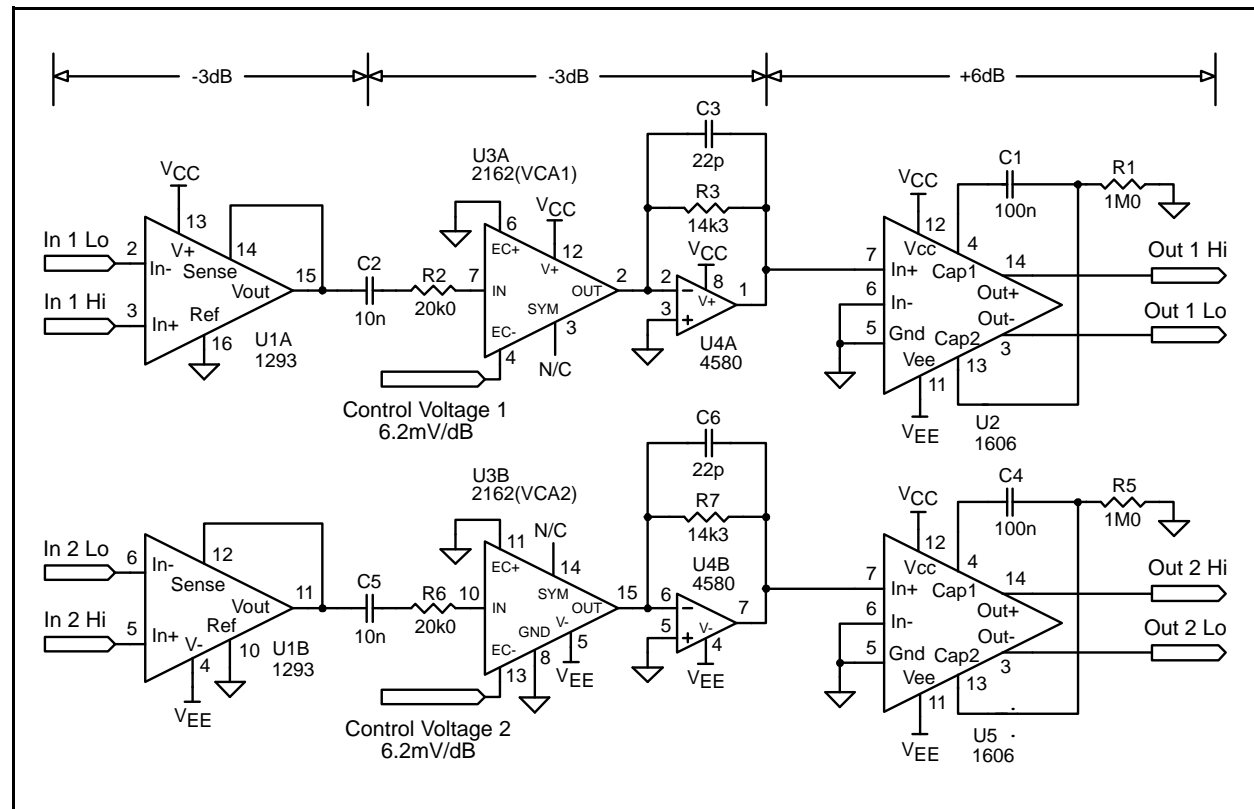 -3dB
-3dB
+6dB
C3
22p
R3
14k3
U3A
2162(VCA1)
VCC
6
EC+
12
V+
7
IN
OUT
2
SYM
3
N/C
EC-
4
VCC
13
V+
14
Sense
In 1 Lo
2
In-
Vout
15
In 1 Hi
3
In+
Ref
16
U1A
1293
C2
10n
R2
20k0
Control Voltage 1
6.2mV/dB
VCC
8
V+
2
3
1
U4A
4580
C1
100n
R1
1M0
VCC
12
Vcc
4
Cap1
7
In+
14
Out+
Out 1 Hi
6
In-
Out-
5
Gnd
Cap2
3
Out 1 Lo
Vee
13
11
VEE
U2
1606
C6
22p
R7
14k3
U3B
2162(VCA2)
N/C
11
EC+
14
SYM
10
IN
OUT
15
V-
5
GND
8
VEE
EC-
13
12
Sense
In 2 Lo
6
In-
Vout
11
In 2 Hi
5
In+
Ref
V-
10
4
VEE
U1B
1293
C5
10n
R6
20k0
Control Voltage 2
6.2mV/dB
U4B
4580
6
5
7
V-
4
VEE
C4
100n
R5
1M0
VCC
12
Vcc
4
Cap1
7
In+
14
Out+
Out 2 Hi
6
In-
Out-
5
Gnd
Cap2
3
Out 2 Lo
Vee
13
11
VEE
U5
1606